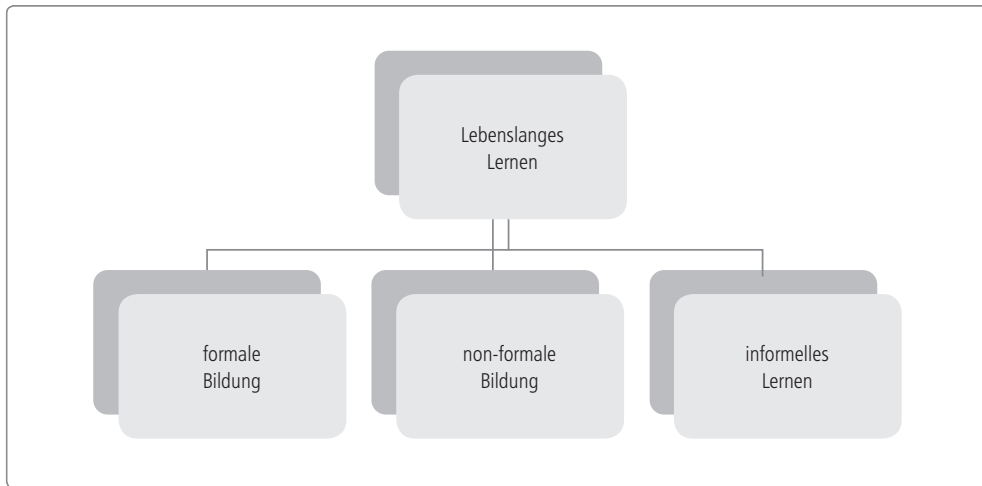 Lebenslanges
Lernen
formale
Bildung
non-formale
Bildung
informelles
Lernen